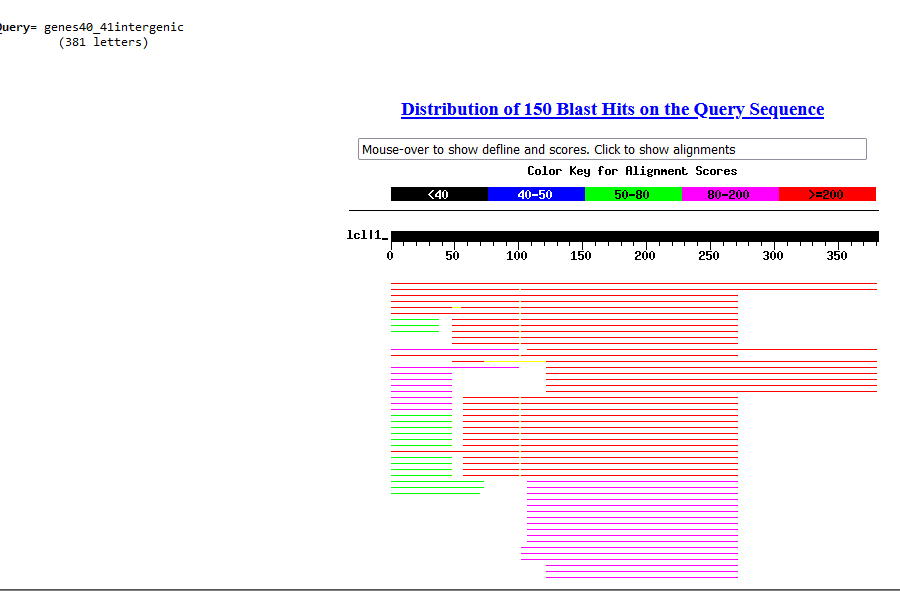 Query= genes40_41intergenic
(381 letters)
Distribution of 150 Blast Hits on the Query Sequence
Mouse-over to show defline and scores. Click to show alignments
Color Key for Alignment Scores
<40 40-50 50-80 80-200 >=200
lcl|1_
0 50 100 150 200 250 300 350